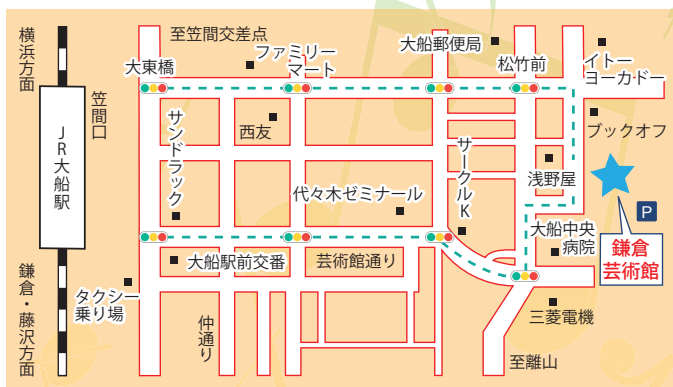 横浜方面
笠間口
JR大船駅
鎌倉・藤沢方面
至笠間交差点
大東橋
ファミリー
マート
大船郵便局
松竹前
イトー
ヨーカドー
サンドラック
西友
ブックオフ
サークルK
浅野屋
代々木ゼミナール
P
大船中央
病院
鎌倉
芸術館
大船駅前交番
芸術館通り
タクシー
乗り場
仲通り
三菱電機
至離山